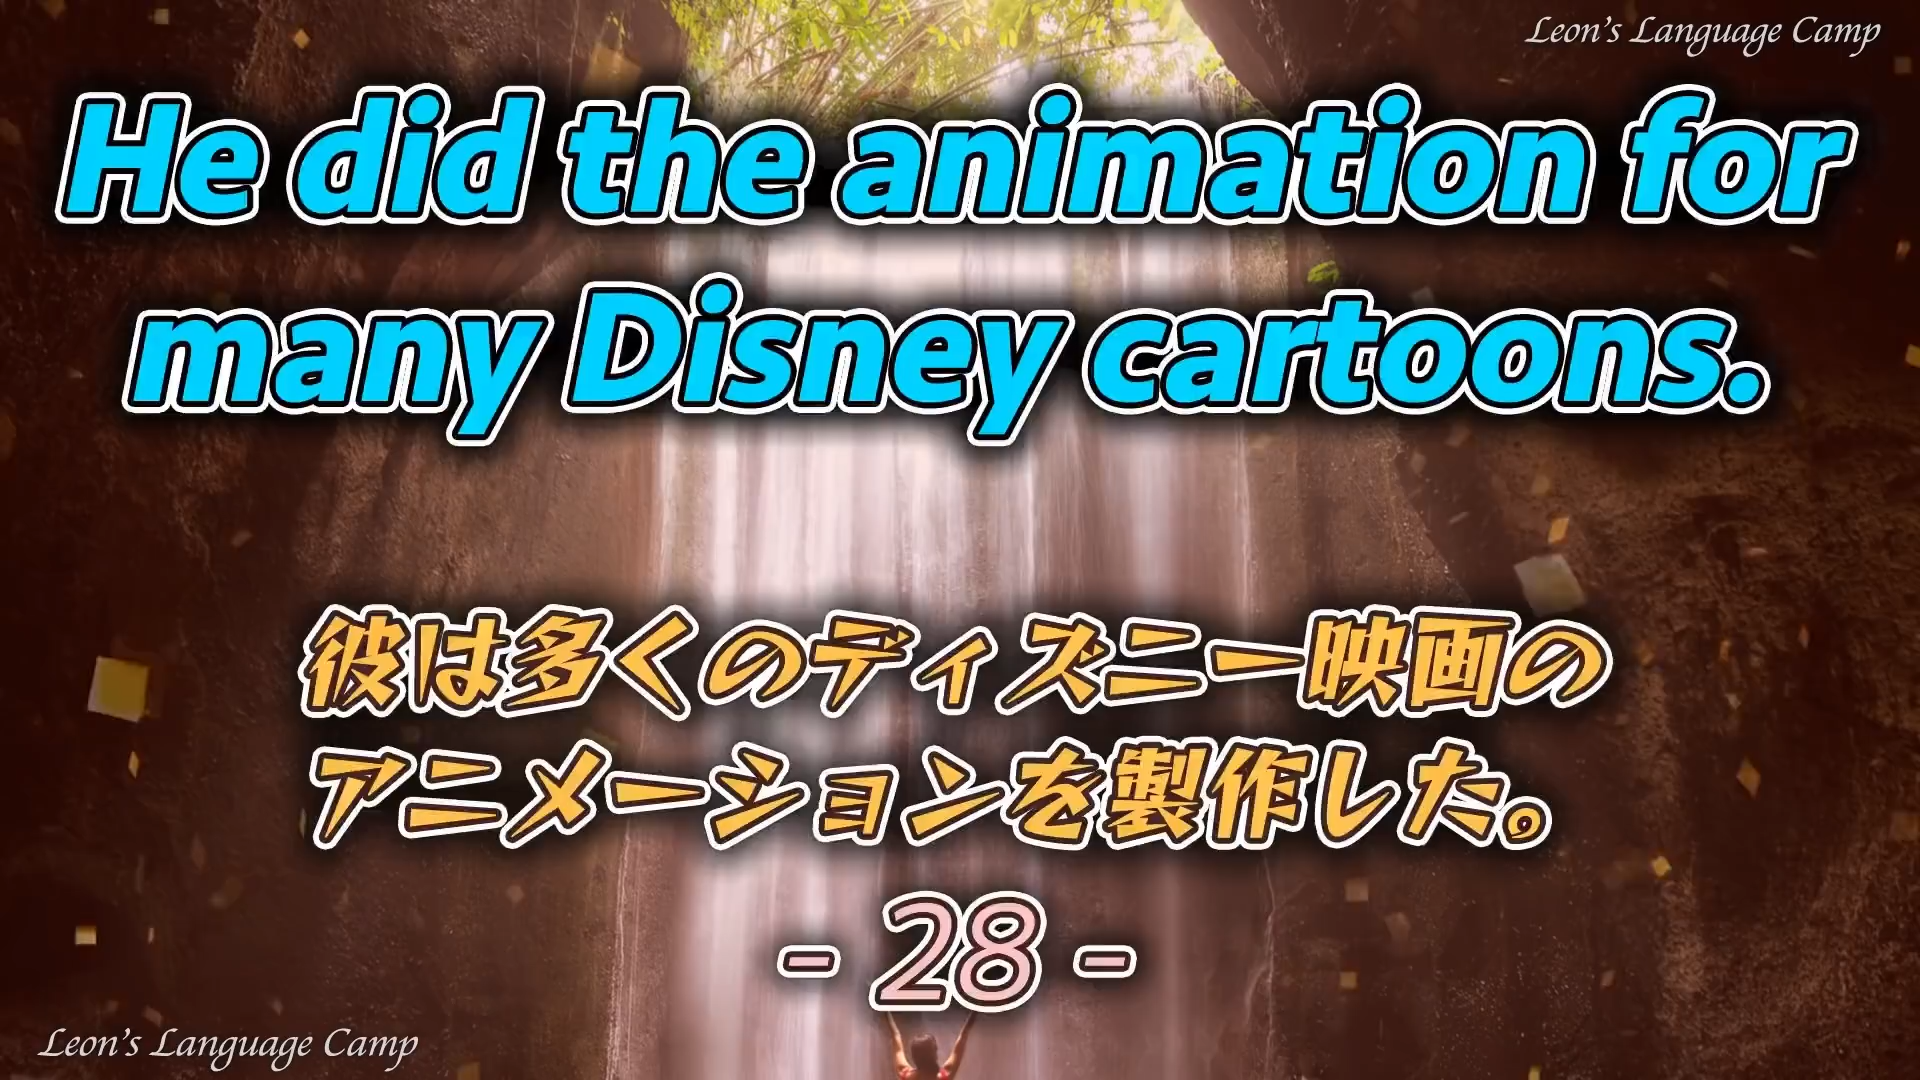 Leon's Language Camp
He did the animation for
many Disney cartoons.
彼は多くのディズニー映画の
アニメーションを製作した。
- 28 -
Leon's Language Camp